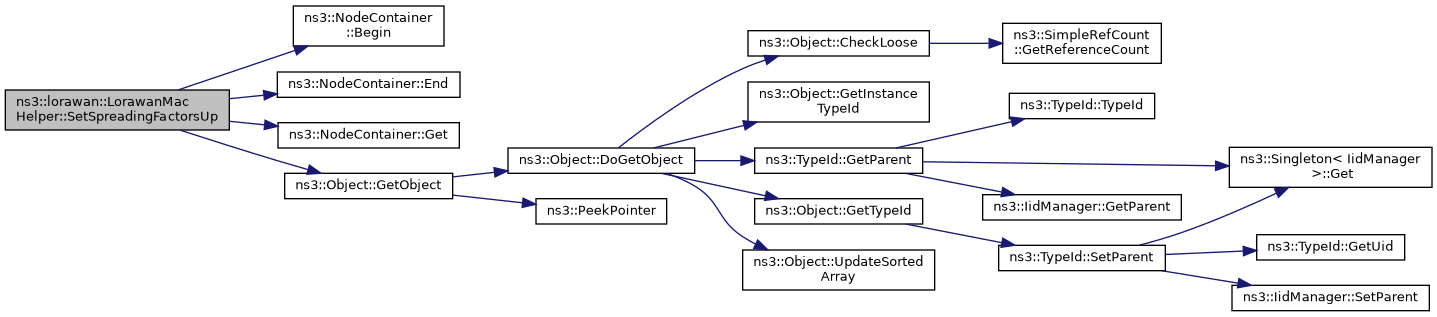 ns3::lorawan::LorawanMac
Helper::SetSpreadingFactorsUp
ns3::NodeContainer
::Begin
ns3::NodeContainer::End
ns3::NodeContainer::Get
ns3::Object::GetObject
ns3::Object::DoGetObject
ns3::PeekPointer
ns3::Object::CheckLoose
ns3::Object::GetInstance
TypeId
ns3::TypeId::GetParent
ns3::Object::GetTypeId
ns3::Object::UpdateSorted
Array
ns3::SimpleRefCount
::GetReferenceCount
ns3::TypeId::TypeId
ns3::IidManager::GetParent
ns3::TypeId::SetParent
ns3::Singleton< IidManager
>::Get
ns3::TypeId::GetUid
ns3::IidManager::SetParent